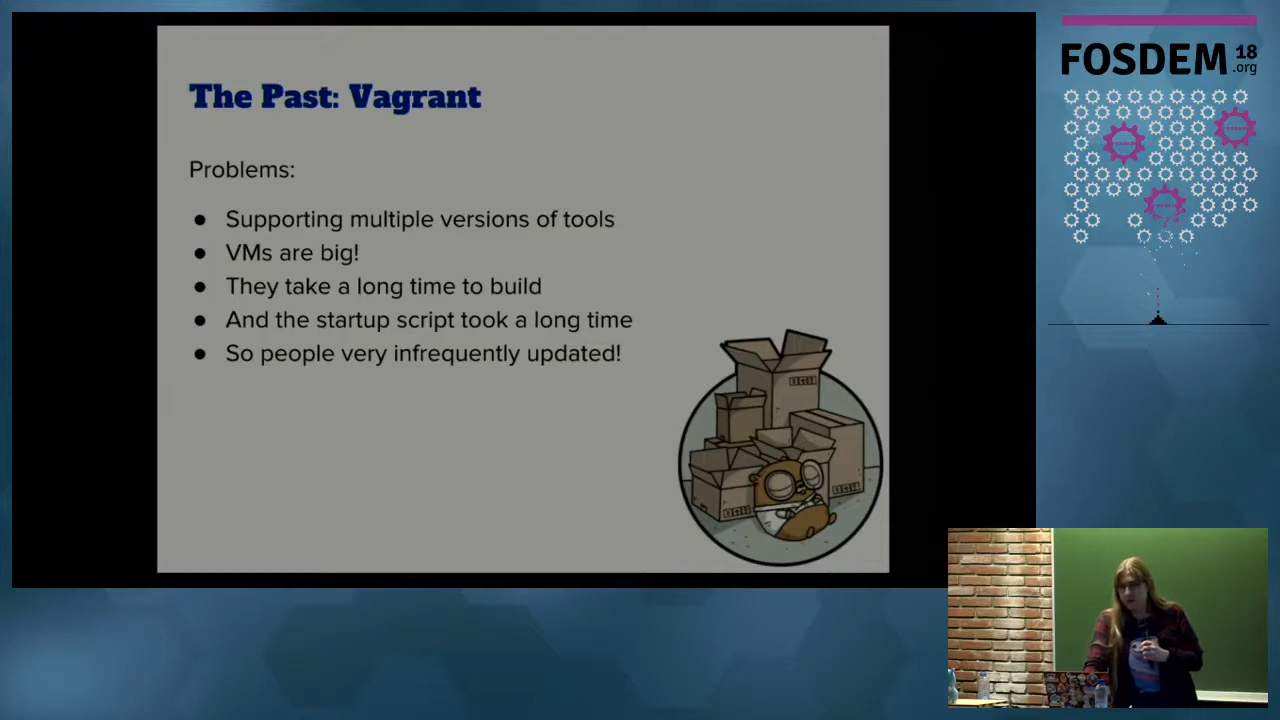 The Past: Vagrant
Problems:
● Supporting multiple versions of tools
● VMs are big!
● They take a long time to build
● And the startup script took a long time
● So people very infrequently updated!
FOSDEM 18
.org